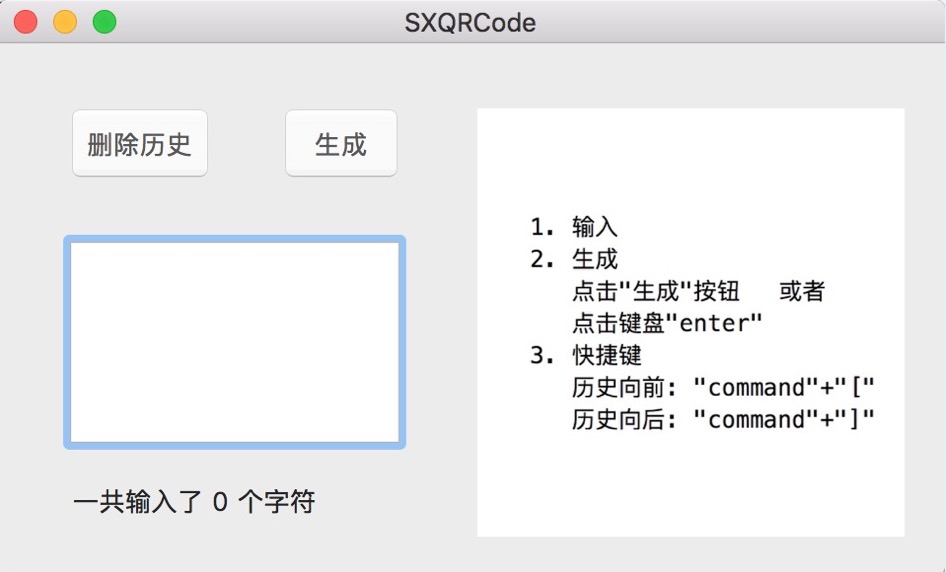 SXQRCode
删除历史
生成
一共输入了 0 个字符
1. 输入
2. 生成
点击"生成"按钮 或者
点击键盘"enter"
3. 快捷键
历史向前: "command"+"["
历史向后: "command"+"]"